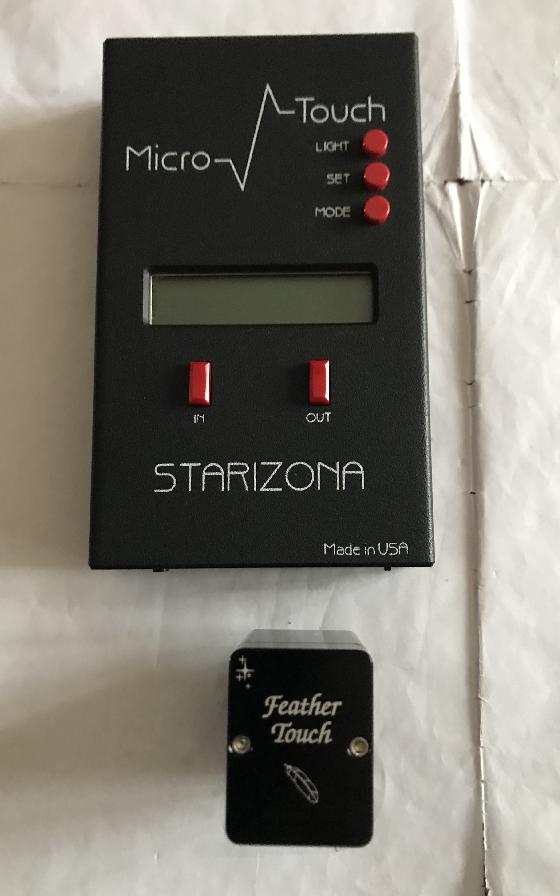 Micro Touch
LIGHT
SET
MODE
IN OUT
STARIZONA
Made in USA
Feather
Touch